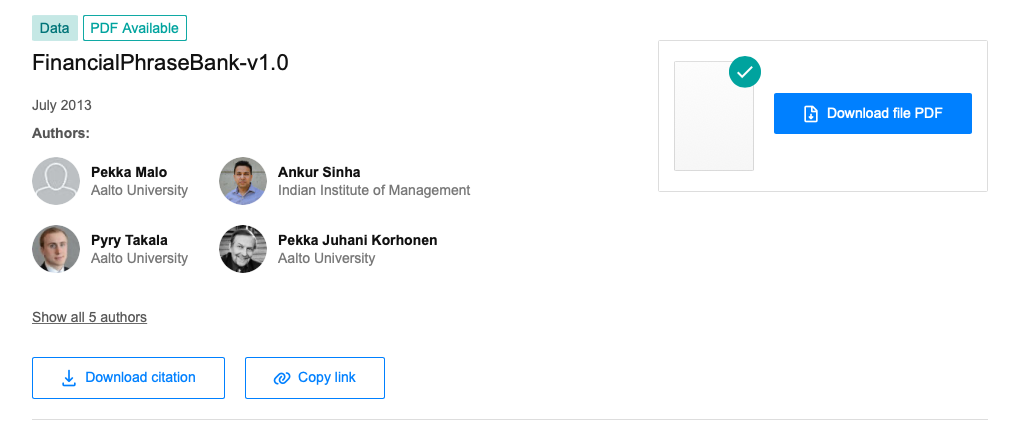 Data PDF Available
FinancialPhraseBank-v1.0
July 2013
Authors:
Pekka Malo
Aalto University
Ankur Sinha
Indian Institute of Management
Pyry Takala
Aalto University
Pekka Juhani Korhonen
Aalto University
Show all 5 authors
Download citation
Copy link
Download file PDF